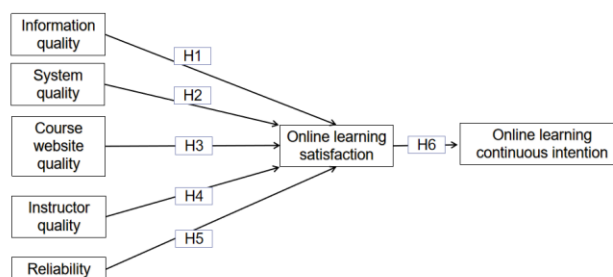 Information
quality
H1
System
quality
H2
Course
website
quality
H3
Online learning
satisfaction
H6
Online learning
continuous intention
Instructor
quality
H4
H5
Reliability